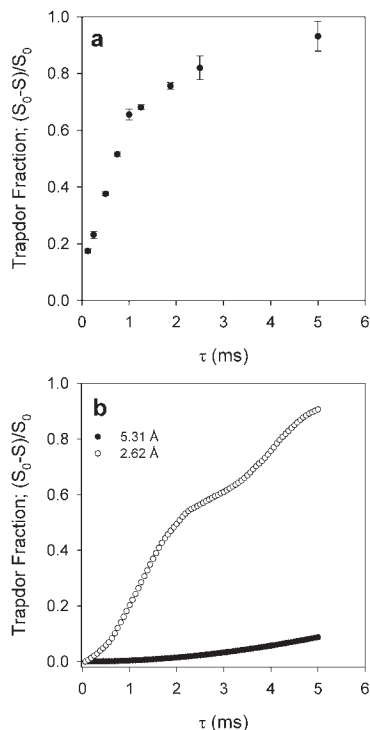 a
1.0
0.8
0.6
0.4
0.2
0.0
Trapdor Fraction; (S₀-S)/S₀
0 1 2 3 4 5 6
τ (ms)
b
5.31 Å
2.62 Å
1.0
0.8
0.6
0.4
0.2
0.0
Trapdor Fraction; (S₀-S)/S₀
0 1 2 3 4 5 6
τ (ms)